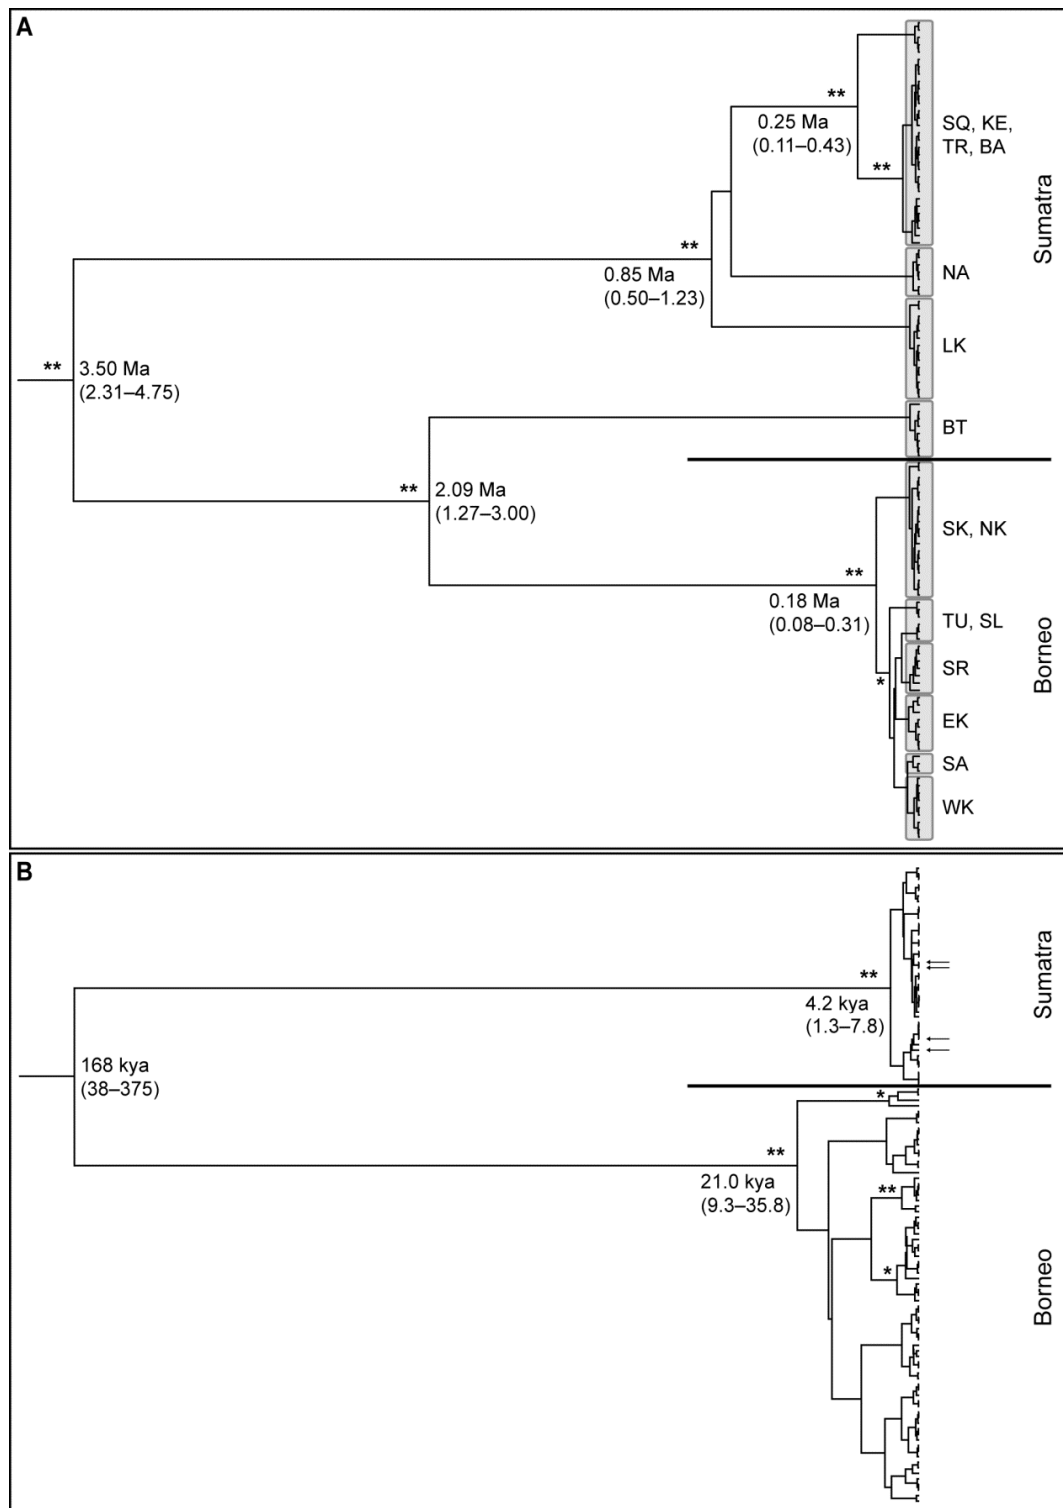 A
**
0.25 Ma
(0.11–0.43)
**
SQ, KE,
TR, BA
Sumatra
**
0.85 Ma
(0.50–1.23)
NA
LK
**
3.50 Ma
(2.31–4.75)
BT
**
2.09 Ma
(1.27–3.00)
SK, NK
**
0.18 Ma
(0.08–0.31)
TU, SL
*
SR
EK
SA
WK
Borneo
B
Sumatra
**
4.2 kya
(1.3–7.8)
168 kya
(38–375)
*
**
21.0 kya
(9.3–35.8)
**
*
Borneo